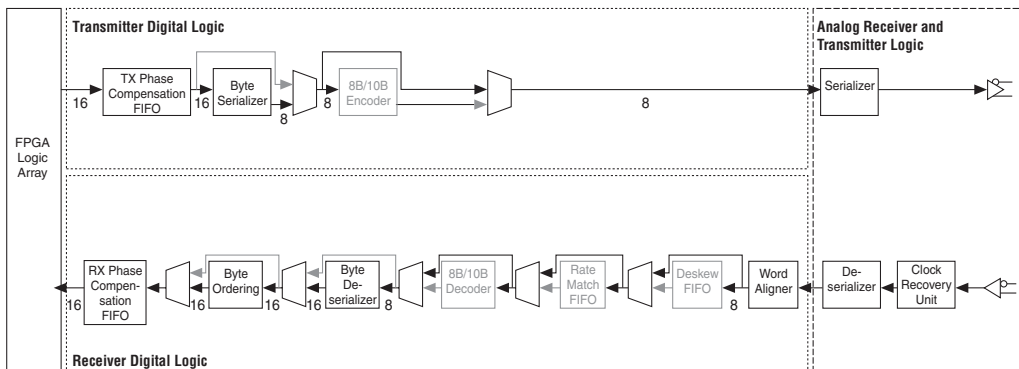 Transmitter Digital Logic
Analog Receiver and
Transmitter Logic
FPGA
Logic
Array
16
TX Phase
Compensation
FIFO
16
Byte
Serializer
8
8
8B/10B
Encoder
8
Serializer
RX Phase
Compen-
sation
FIFO
16
16
Byte
Ordering
16
16
Byte
De-
serializer
8
8B/10B
Decoder
Rate
Match
FIFO
Deskew
FIFO
8
Word
Aligner
De-
serializer
Clock
Recovery
Unit
Receiver Digital Logic